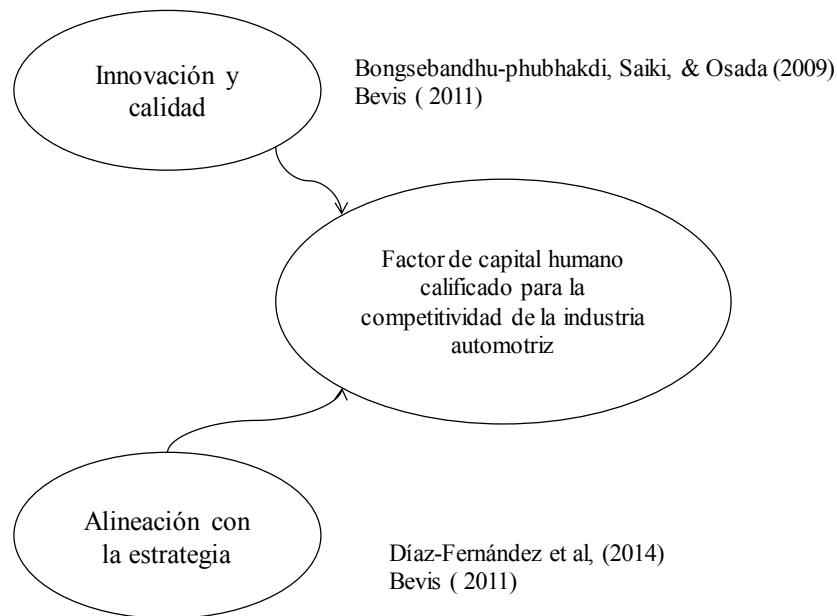 Innovación y
calidad
Bongsebandhu-phubhakdi, Saiki, & Osada (2009)
Bevis ( 2011)
Factor de capital humano
calificado para la
competitividad de la industria
automotriz
Alineación con
la estrategia
Díaz-Fernández et al, (2014)
Bevis ( 2011)